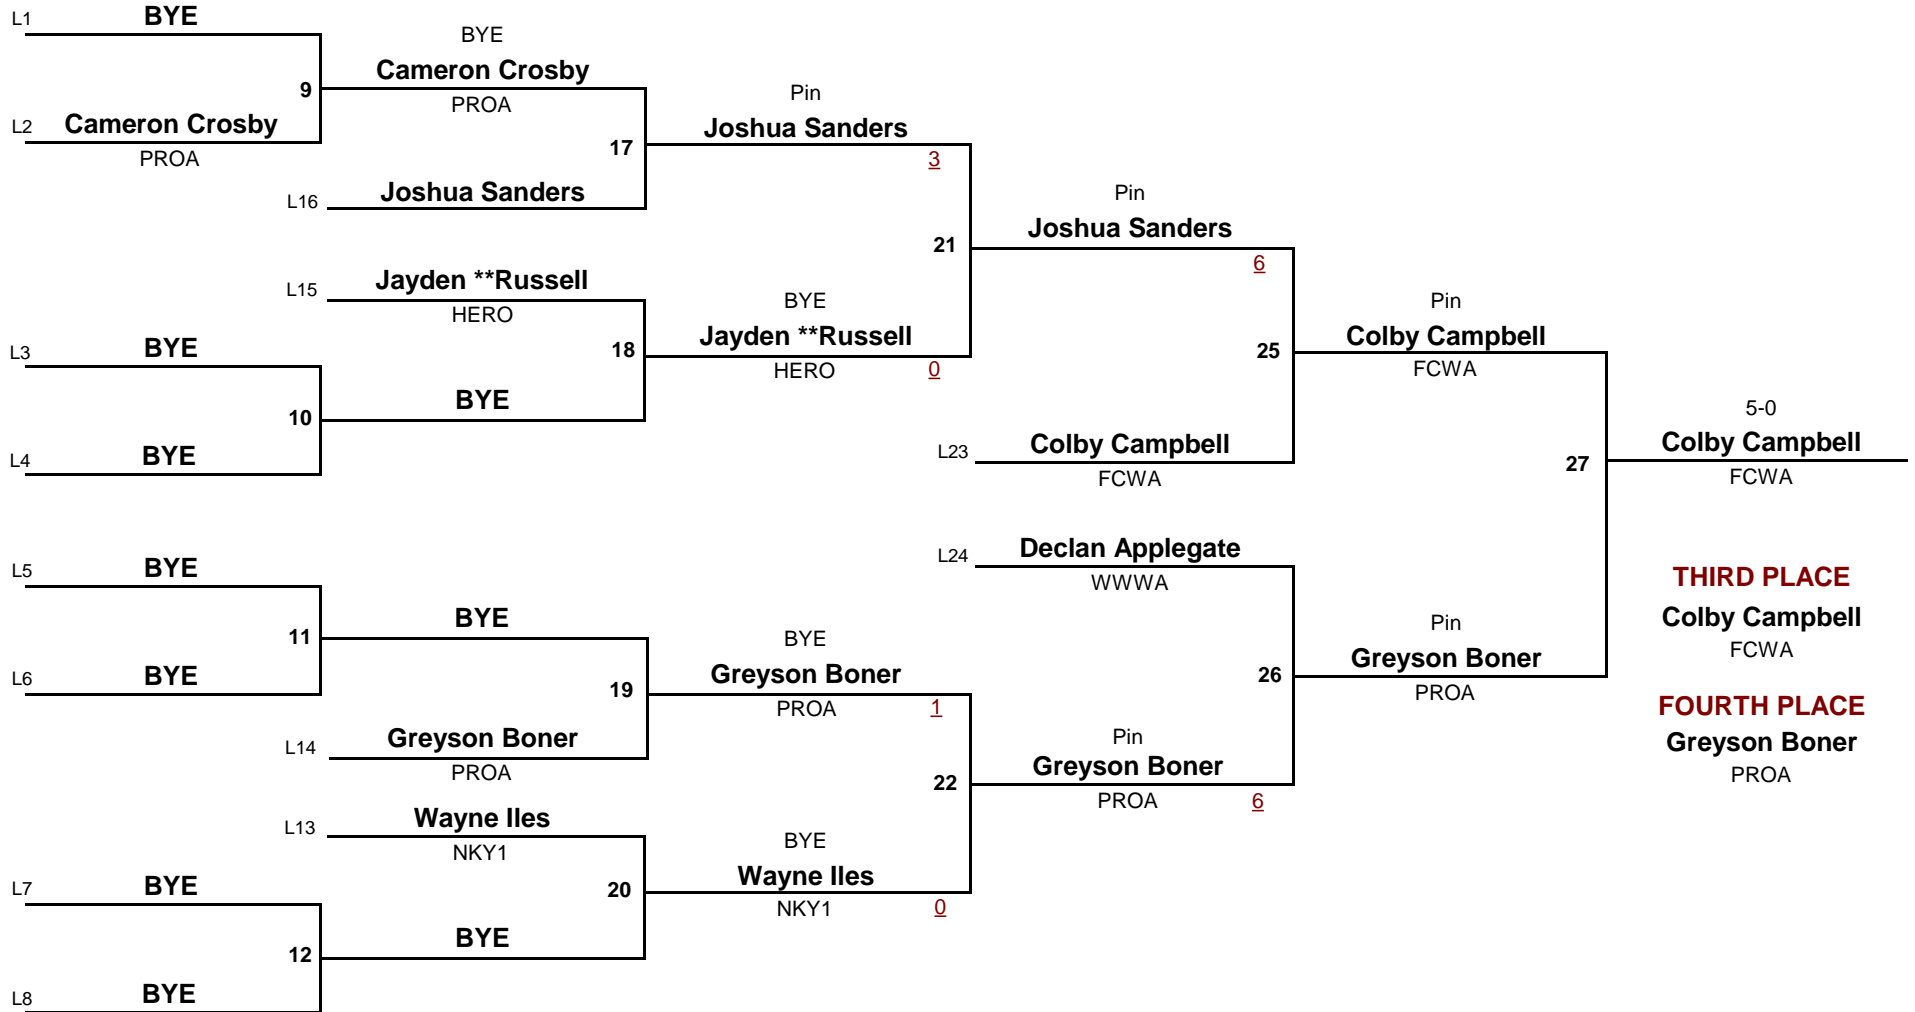 L1 BYE
BYE
Cameron Crosby
9
PROA
L2 Cameron Crosby
PROA
Pin
Joshua Sanders
3
17
L16 Joshua Sanders
Pin
Joshua Sanders
6
21
L15 Jayden **Russell
HERO
BYE
Jayden **Russell
HERO 0
18
L3 BYE
10
BYE
L4 BYE
Pin
Colby Campbell
FCWA
25
L23 Colby Campbell
FCWA
5-0
Colby Campbell
FCWA
27
L24 Declan Applegate
WWWA
L5 BYE
11
BYE
L6 BYE
BYE
Greyson Boner
PROA 1
19
L14 Greyson Boner
PROA
Pin
Greyson Boner
PROA
26
THIRD PLACE
Colby Campbell
FCWA
FOURTH PLACE
Greyson Boner
PROA
Pin
Greyson Boner
PROA 6
22
L13 Wayne Iles
NKY1
BYE
Wayne Iles
NKY1 0
20
L7 BYE
12
BYE
L8 BYE